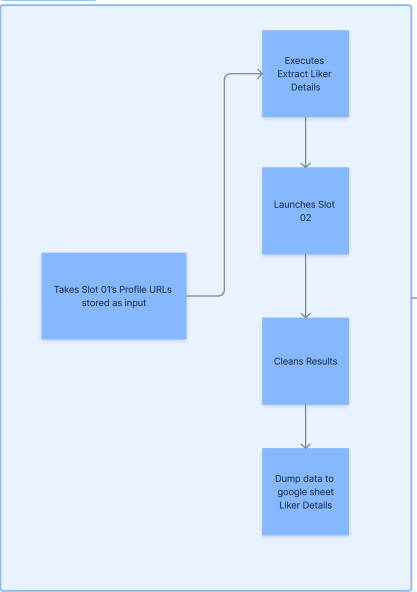 Executes
Extract Liker
Details
Launches Slot
02
Takes Slot 01's Profile URLs
stored as input
Cleans Results
Dump data to
google sheet
Liker Details